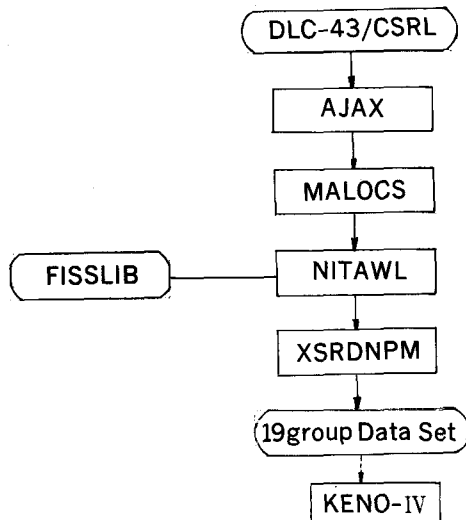 DLC-43/CSRL
AJAX
MALOCS
FISSLIB
NITAWL
XSRDNPM
19group Data Set
KENO-IV